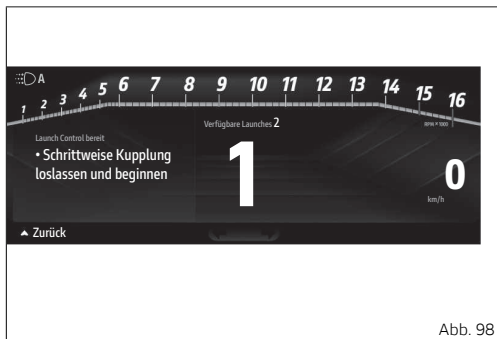 A
1 2 3 4 5 6 7 8 9 10 11 12 13 14 15 16
RPM × 1000
Verfügbare Launches 2
Launch Control bereit
• Schrittweise Kupplung
loslassen und beginnen
1
0
km/h
Zurück
Abb. 98